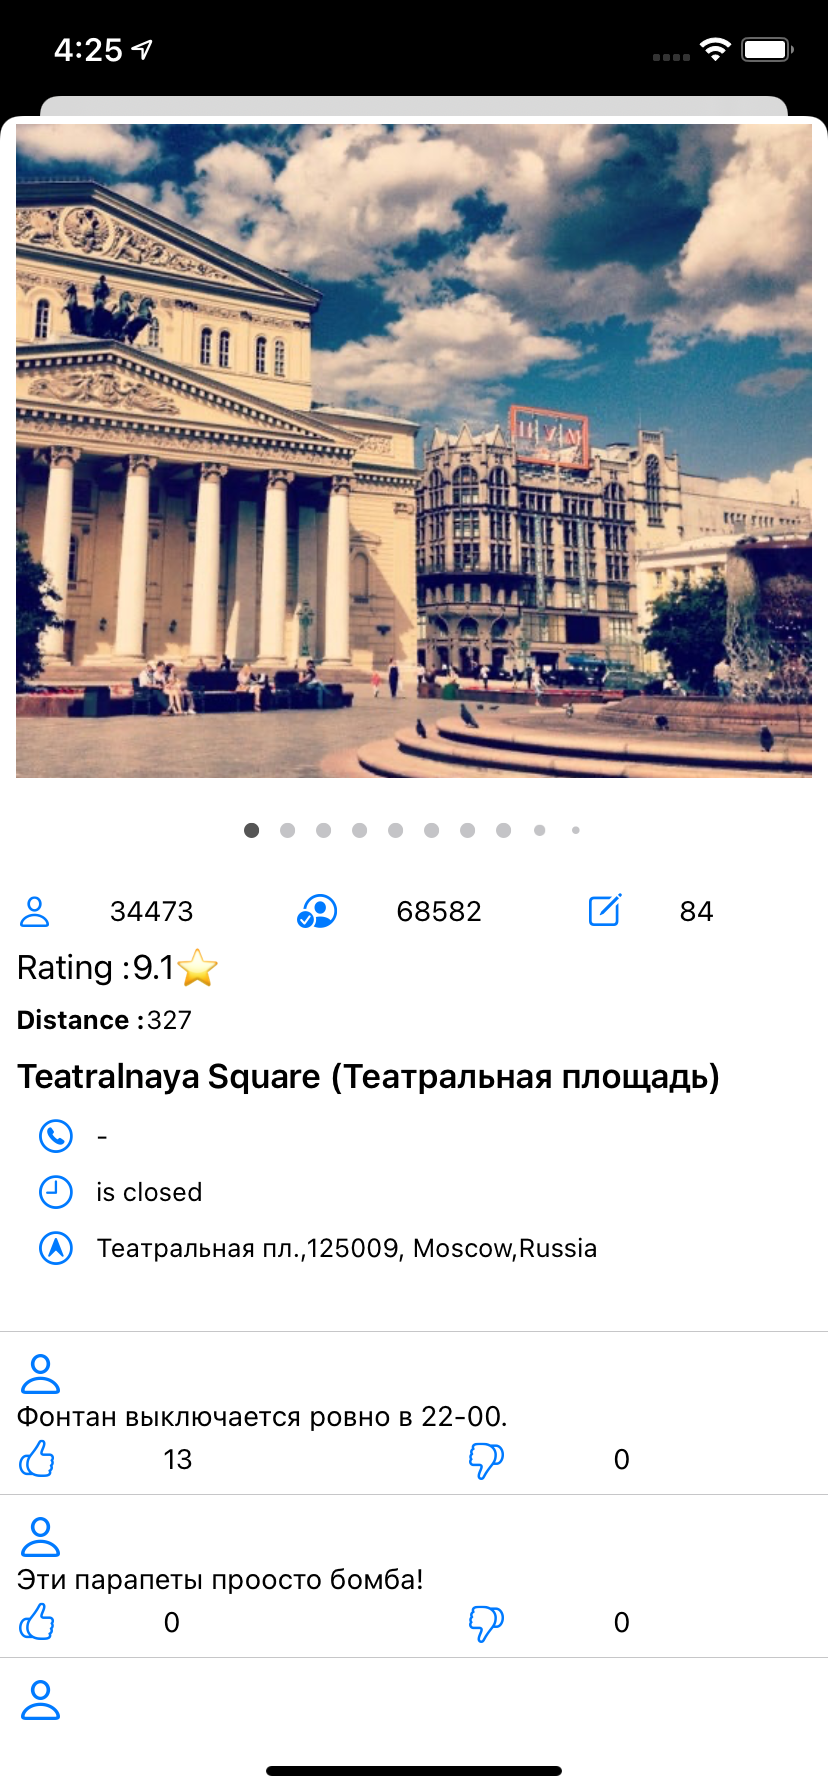 4:25
ЦУМ
34473 68582 84
Rating :9.1⭐
Distance :327
Teatralnaya Square (Театральная площадь)
-
is closed
Театральная пл.,125009, Moscow,Russia
Фонтан выключается ровно в 22-00.
13 0
Эти парапеты проосто бомба!
0 0